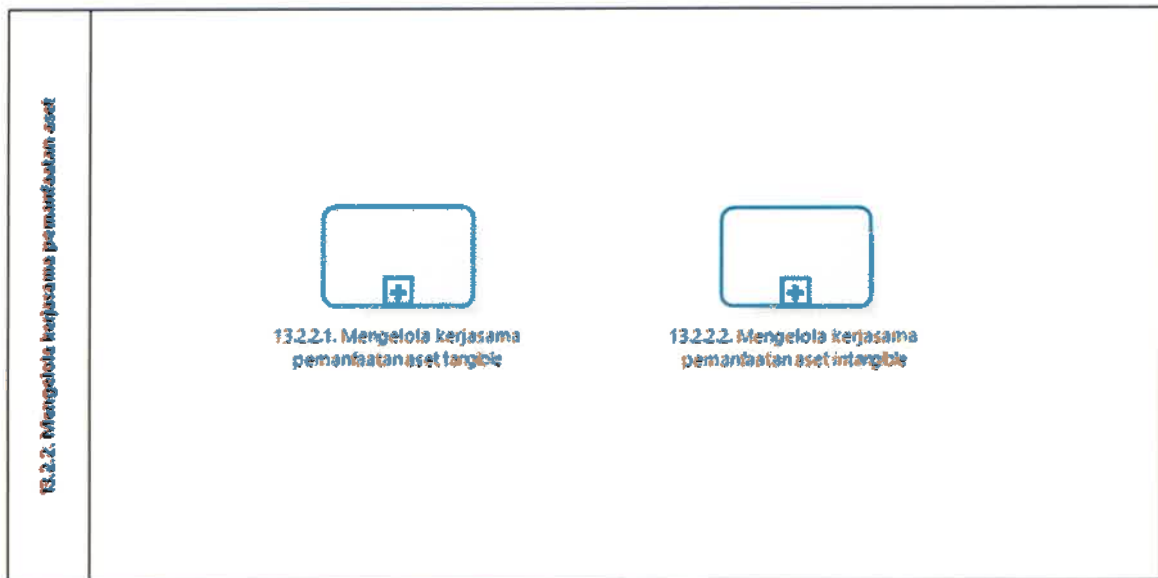 13.2.2. Mengelola kerjasama pemanfaatan aset
13.2.2.1. Mengelola kerjasama
pemanfaatan aset tangible
13.2.2.2. Mengelola kerjasama
pemanfaatan aset intangible